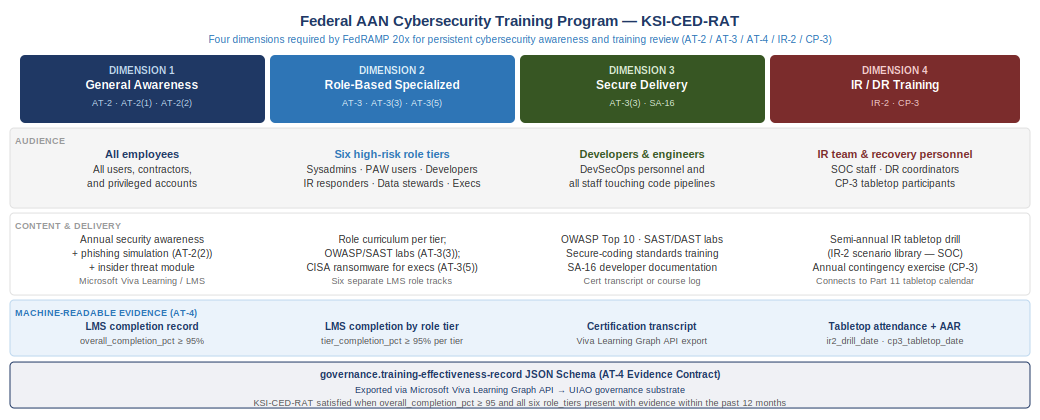 Federal AAN Cybersecurity Training Program — KSI-CED-RAT
Four dimensions required by FedRAMP 20x for persistent cybersecurity awareness and training review (AT-2 / AT-3 / AT-4 / IR-2 / CP-3)
DIMENSION 1
General Awareness
AT-2 · AT-2(1) · AT-2(2)
DIMENSION 2
Role-Based Specialized
AT-3 · AT-3(3) · AT-3(5)
DIMENSION 3
Secure Delivery
AT-3(3) · SA-16
DIMENSION 4
IR / DR Training
IR-2 · CP-3
AUDIENCE
All employees
All users, contractors,
and privileged accounts
Six high-risk role tiers
Sysadmins · PAW users · Developers
IR responders · Data stewards · Execs
Developers & engineers
DevSecOps personnel and
all staff touching code pipelines
IR team & recovery personnel
SOC staff · DR coordinators
CP-3 tabletop participants
CONTENT & DELIVERY
Annual security awareness
+ phishing simulation (AT-2(2))
+ insider threat module
Microsoft Viva Learning / LMS
Role curriculum per tier;
OWASP/SAST labs (AT-3(3));
CISA ransomware for execs (AT-3(5))
Six separate LMS role tracks
OWASP Top 10 · SAST/DAST labs
Secure-coding standards training
SA-16 developer documentation
Cert transcript or course log
Semi-annual IR tabletop drill
(IR-2 scenario library — SOC)
Annual contingency exercise (CP-3)
Connects to Part 11 tabletop calendar
MACHINE-READABLE EVIDENCE (AT-4)
LMS completion record
overall_completion_pct ≥ 95%
LMS completion by role tier
tier_completion_pct ≥ 95% per tier
Certification transcript
Viva Learning Graph API export
Tabletop attendance + AAR
ir2_drill_date · cp3_tabletop_date
governance.training-effectiveness-record JSON Schema (AT-4 Evidence Contract)
Exported via Microsoft Viva Learning Graph API → UIAO governance substrate
KSI-CED-RAT satisfied when overall_completion_pct ≥ 95 and all six role_tiers present with evidence within the past 12 months